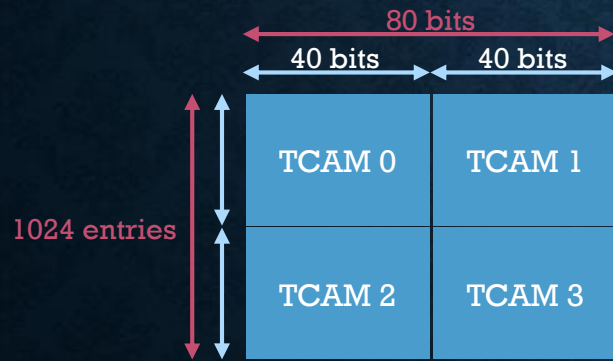 80 bits
40 bits 40 bits
TCAM 0 TCAM 1
1024 entries
TCAM 2 TCAM 3